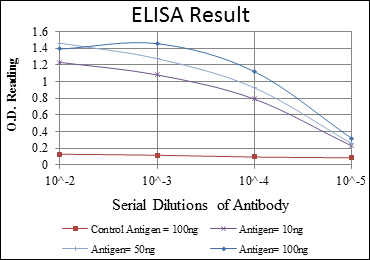 ELISA Result
O.D. Reading
1.6
1.4
1.2
1
0.8
0.6
0.4
0.2
0
10^-2 10^-3 10^-4 10^-5
Serial Dilutions of Antibody
Control Antigen = 100ng Antigen= 10ng
Antigen= 50ng Antigen= 100ng